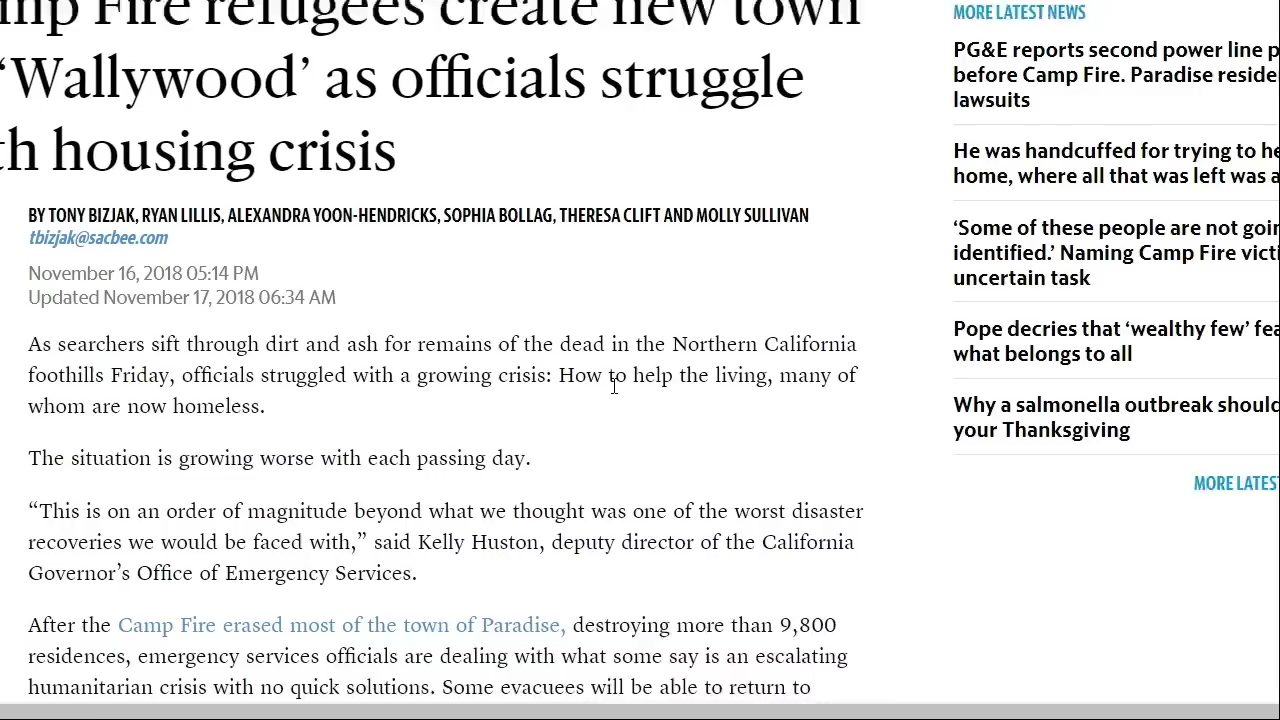 mp Fire refugees create new town
‘Wallywood’ as officials struggle
th housing crisis
BY TONY BIZJAK, RYAN LILLIS, ALEXANDRA YOON-HENDRICKS, SOPHIA BOLLAG, THERESA CLIFT AND MOLLY SULLIVAN
tbizjak@sacbee.com
November 16, 2018 05:14 PM
Updated November 17, 2018 06:34 AM
As searchers sift through dirt and ash for remains of the dead in the Northern California
foothills Friday, officials struggled with a growing crisis: How to help the living, many of
whom are now homeless.
The situation is growing worse with each passing day.
“This is on an order of magnitude beyond what we thought was one of the worst disaster
recoveries we would be faced with,” said Kelly Huston, deputy director of the California
Governor’s Office of Emergency Services.
After the Camp Fire erased most of the town of Paradise, destroying more than 9,800
residences, emergency services officials are dealing with what some say is an escalating
humanitarian crisis with no quick solutions. Some evacuees will be able to return to
MORE LATEST NEWS
PG&E reports second power line p
before Camp Fire. Paradise reside
lawsuits
He was handcuffed for trying to he
home, where all that was left was a
‘Some of these people are not goin
identified.’ Naming Camp Fire victi
uncertain task
Pope decries that ‘wealthy few’ fea
what belongs to all
Why a salmonella outbreak should
your Thanksgiving
MORE LATEST